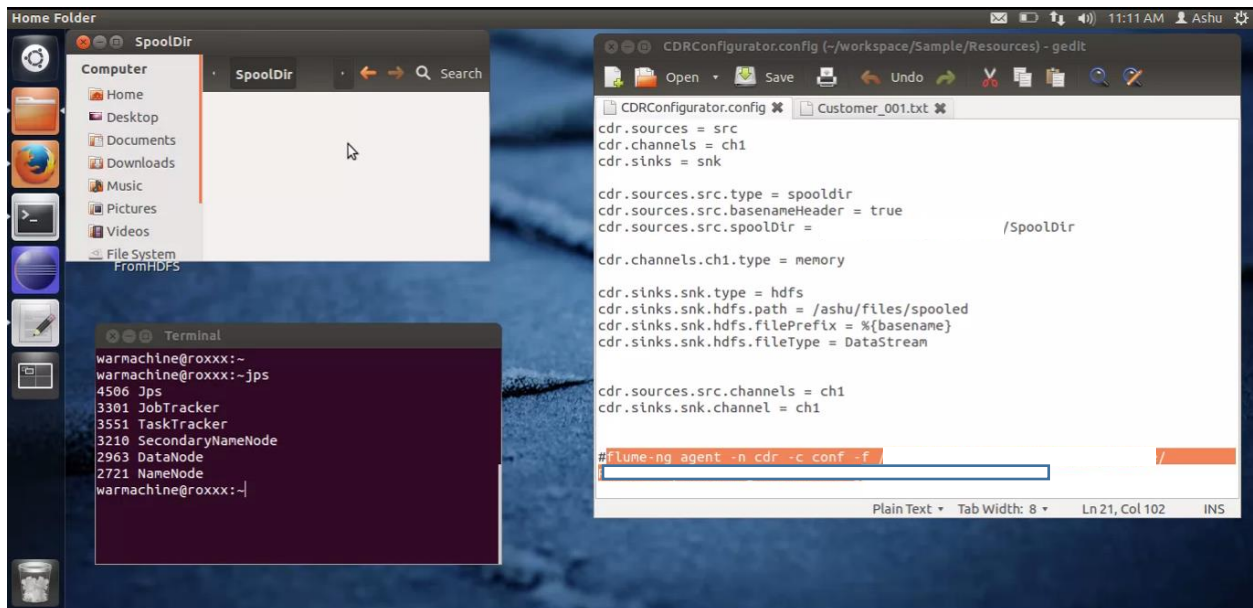 Home Folder
11:11 AM Ashu
SpoolDir
Computer
SpoolDir
Search
Home
Desktop
Documents
Downloads
Music
Pictures
Videos
File System
FromHDFS
Terminal
warmachine@roxxx:~
warmachine@roxxx:~jps
4506 Jps
3301 JobTracker
3551 TaskTracker
3210 SecondaryNameNode
2963 DataNode
2721 NameNode
warmachine@roxxx:~
CDRConfigurator.config (~/workspace/Sample/Resources) - gedit
Open Save Undo
CDRConfigurator.config Customer_001.txt
cdr.sources = src
cdr.channels = ch1
cdr.sinks = snk
cdr.sources.src.type = spooldir
cdr.sources.src.basenameHeader = true
cdr.sources.src.spoolDir = /SpoolDir
cdr.channels.ch1.type = memory
cdr.sinks.snk.type = hdfs
cdr.sinks.snk.hdfs.path = /ashu/files/spooled
cdr.sinks.snk.hdfs.filePrefix = %{basename}
cdr.sinks.snk.hdfs.fileType = DataStream
cdr.sources.src.channels = ch1
cdr.sinks.snk.channel = ch1
#flume-ng agent -n cdr -c conf -f / /
Plain Text Tab Width: 8 Ln 21, Col 102 INS